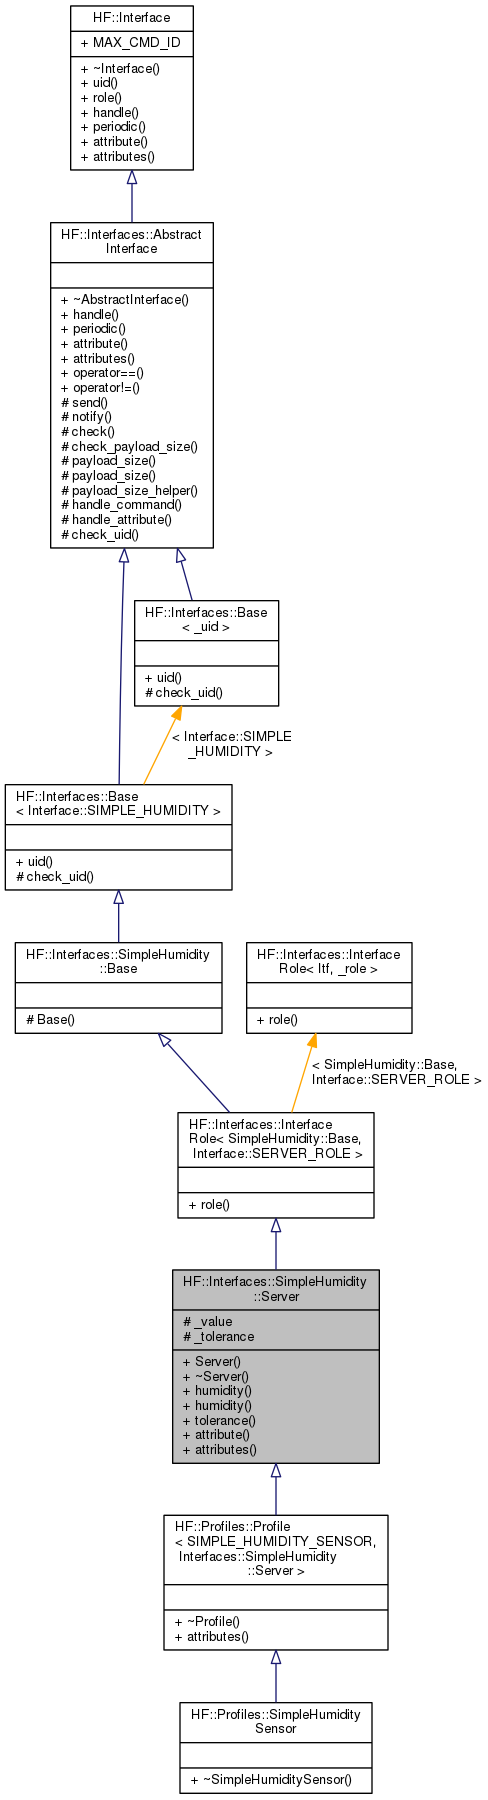 HF::Interface
+ MAX_CMD_ID
+ ~Interface()
+ uid()
+ role()
+ handle()
+ periodic()
+ attribute()
+ attributes()
HF::Interfaces::Abstract
Interface
+ ~AbstractInterface()
+ handle()
+ periodic()
+ attribute()
+ attributes()
+ operator==()
+ operator!=()
# send()
# notify()
# check()
# check_payload_size()
# payload_size()
# payload_size()
# payload_size_helper()
# handle_command()
# handle_attribute()
# check_uid()
HF::Interfaces::Base
< _uid >
+ uid()
# check_uid()
< Interface::SIMPLE
_HUMIDITY >
HF::Interfaces::Base
< Interface::SIMPLE_HUMIDITY >
+ uid()
# check_uid()
HF::Interfaces::SimpleHumidity
::Base
# Base()
HF::Interfaces::Interface
Role< Itf, _role >
+ role()
< SimpleHumidity::Base,
Interface::SERVER_ROLE >
HF::Interfaces::Interface
Role< SimpleHumidity::Base,
Interface::SERVER_ROLE >
+ role()
HF::Interfaces::SimpleHumidity
::Server
# _value
# _tolerance
+ Server()
+ ~Server()
+ humidity()
+ humidity()
+ tolerance()
+ attribute()
+ attributes()
HF::Profiles::Profile
< SIMPLE_HUMIDITY_SENSOR,
Interfaces::SimpleHumidity
::Server >
+ ~Profile()
+ attributes()
HF::Profiles::SimpleHumidity
Sensor
+ ~SimpleHumiditySensor()